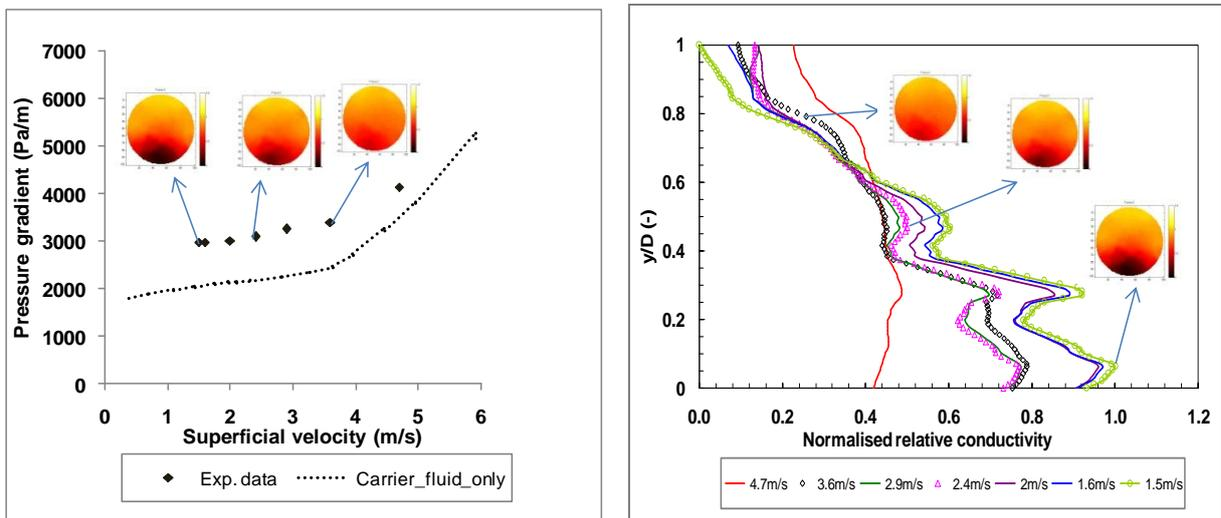 7000
6000
5000
4000
3000
2000
1000
0
Pressure gradient (Pa/m)
0 1 2 3 4 5 6
Superficial velocity (m/s)
Exp. data Carrier_fluid_only
1
0.8
0.6
0.4
0.2
0
y/D (-)
0.0 0.2 0.4 0.6 0.8 1.0 1.2
Normalised relative conductivity
4.7m/s 3.6m/s 2.9m/s 2.4m/s 2m/s 1.6m/s 1.5m/s